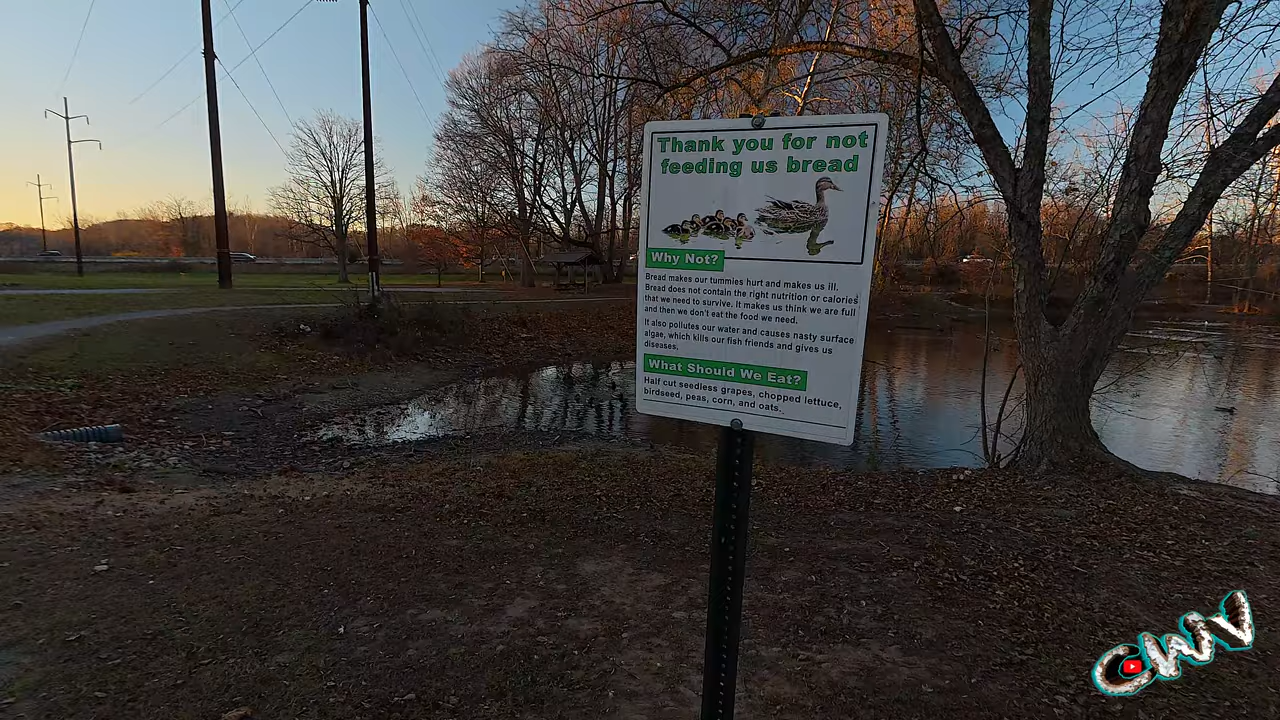 Thank you for not
feeding us bread
Why Not?
Bread makes our tummies hurt and makes us ill.
Bread does not contain the right nutrition or calories
that we need to survive. It makes us think we are full
and then we don't eat the food we need.
It also pollutes our water and causes nasty surface
algae, which kills our fish friends and gives us
diseases.
What Should We Eat?
Half cut seedless grapes, chopped lettuce,
birdseed, peas, corn, and oats.
CWV